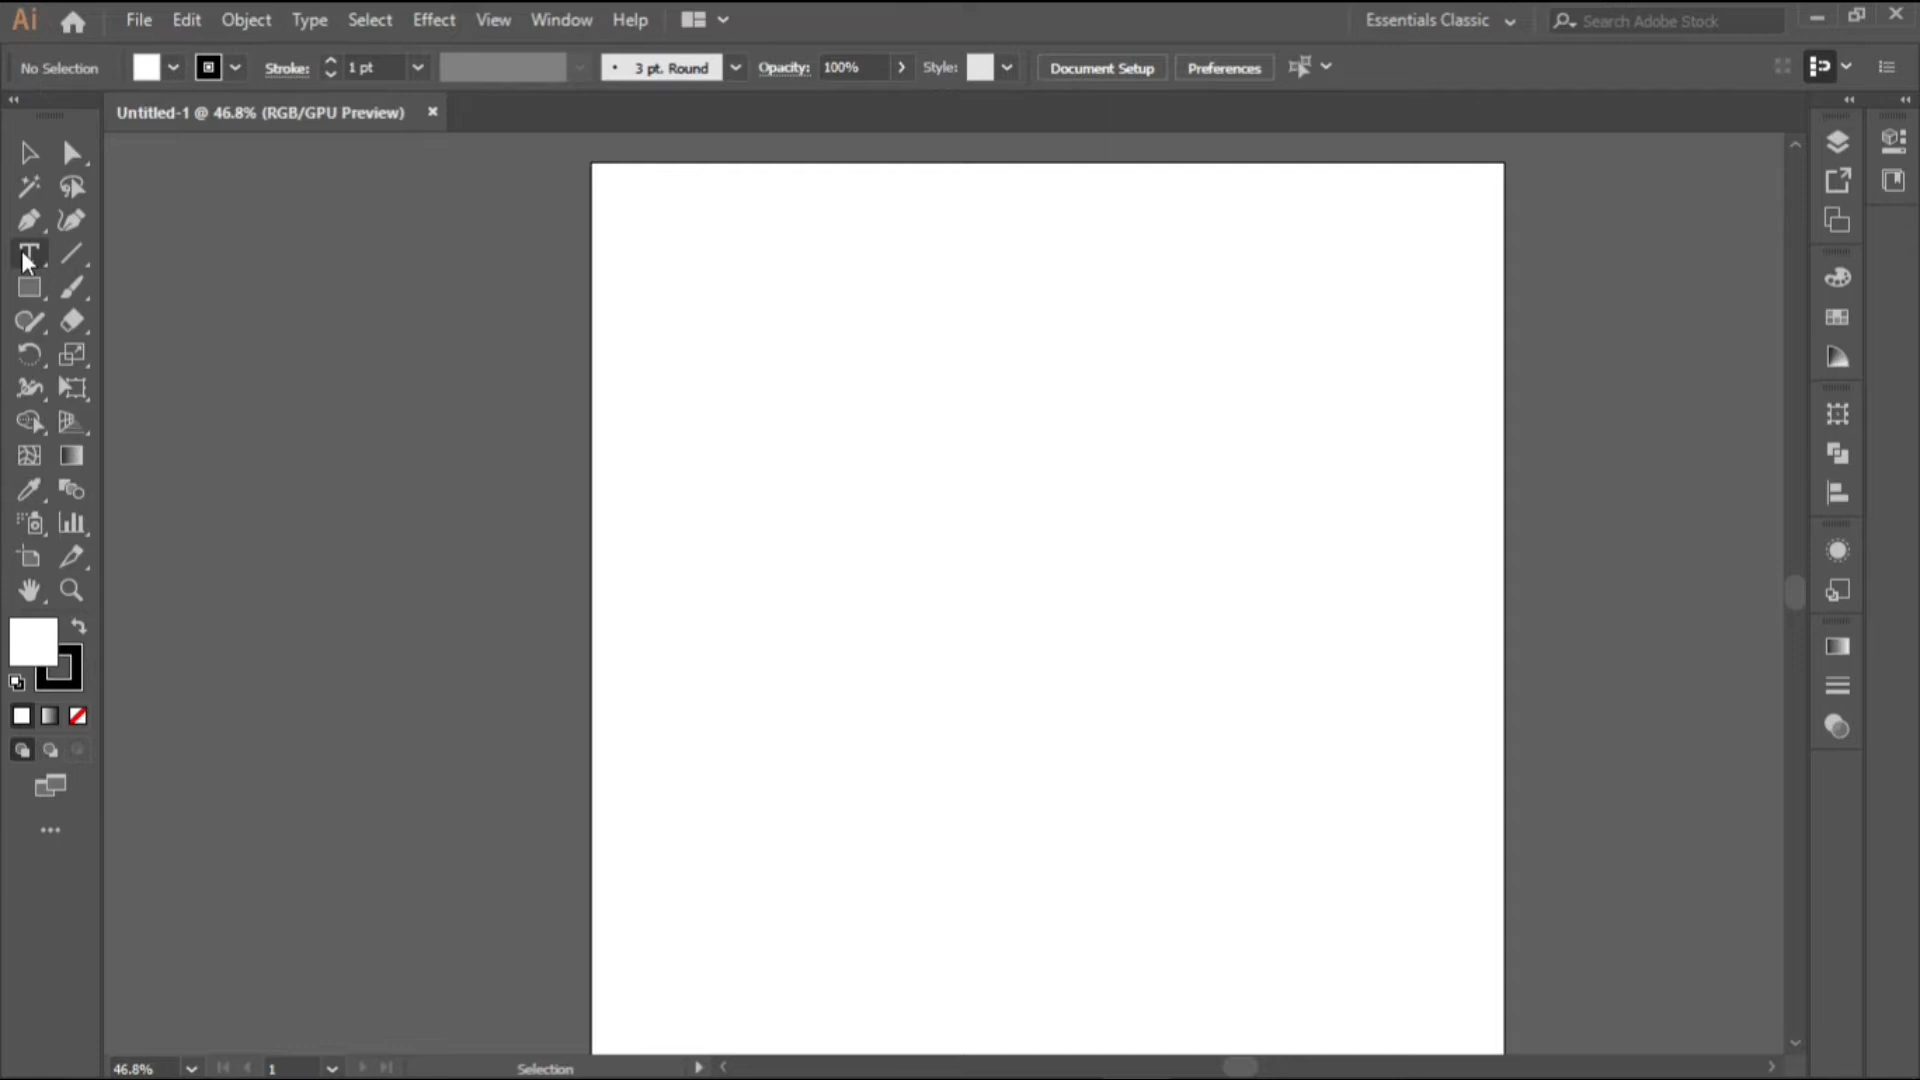 Ai File Edit Object Type Select Effect View Window Help Essentials Classic Search Adobe Stock
No Selection Stroke: 1 pt 3 pt. Round Opacity: 100% Style: Document Setup Preferences
Untitled-1 @ 46.8% (RGB/GPU Preview)
46.8% 1 Selection